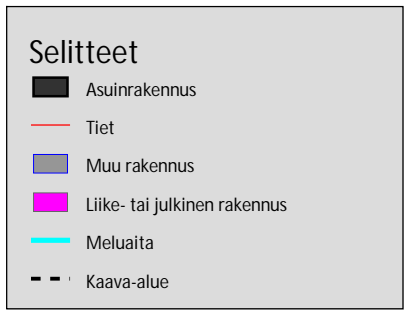 Selitteet
Asuinrakennus
Tiet
Muu rakennus
Liike- tai julkinen rakennus
Meluaita
Kaava-alue